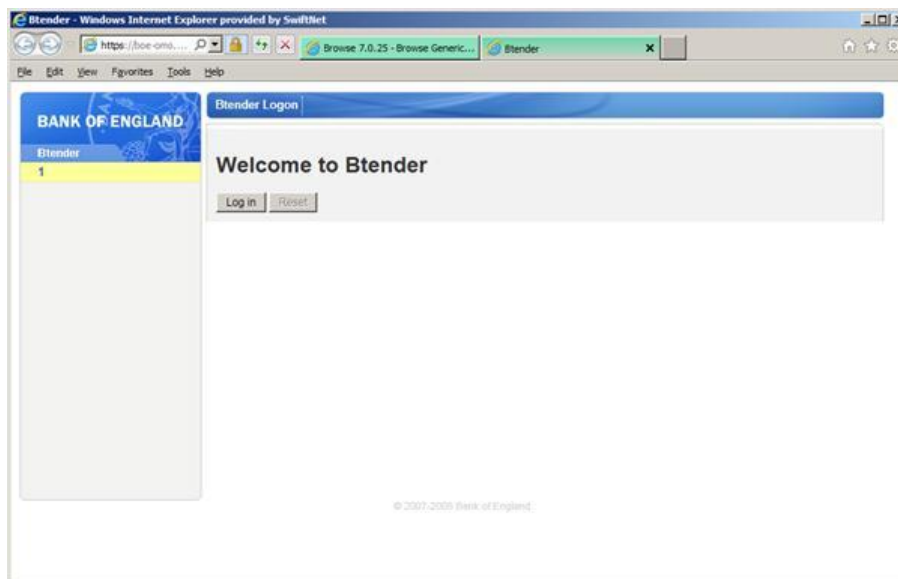 Btender - Windows Internet Explorer provided by SwiftNet
https://boe-omo....
Browse 7.0.25 - Browse Generic...
Btender
File Edit View Favorites Tools Help
BANK OF ENGLAND
Btender
1
Btender Logon
Welcome to Btender
Log in
Reset
© 2007-2009 Bank of England